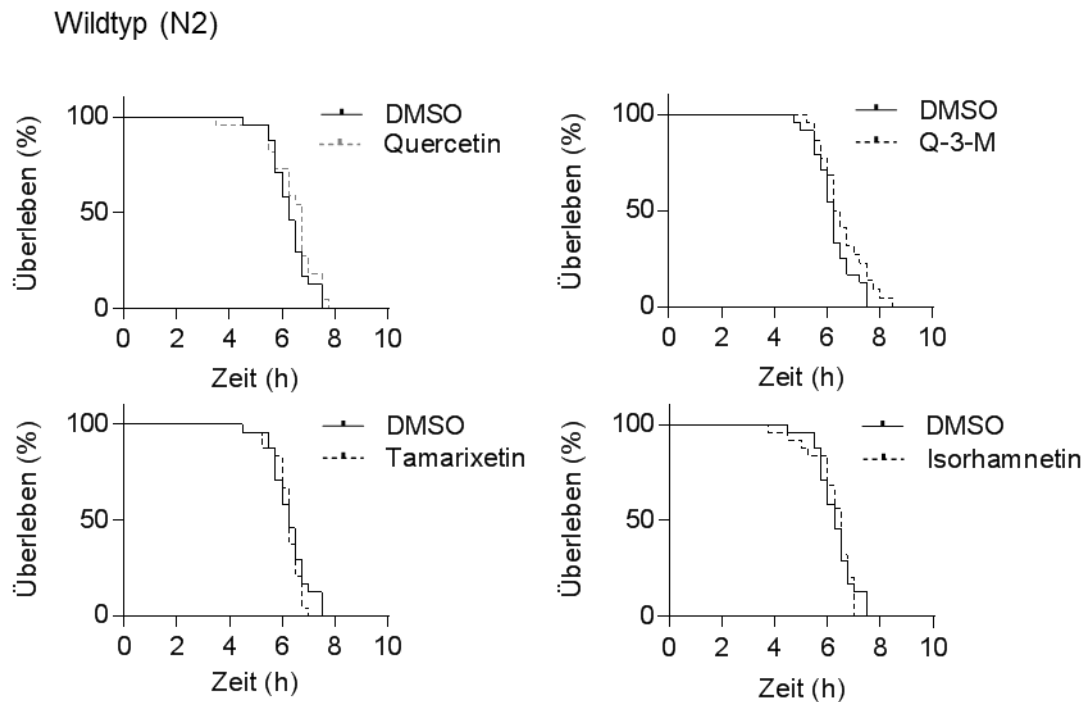 Wildtyp (N2)
Überleben (%)
100
50
0
0 2 4 6 8 10
Zeit (h)
DMSO
Quercetin
Überleben (%)
100
50
0
0 2 4 6 8 10
Zeit (h)
DMSO
Q-3-M
Überleben (%)
100
50
0
0 2 4 6 8 10
Zeit (h)
DMSO
Tamarixetin
Überleben (%)
100
50
0
0 2 4 6 8 10
Zeit (h)
DMSO
Isorhamnetin